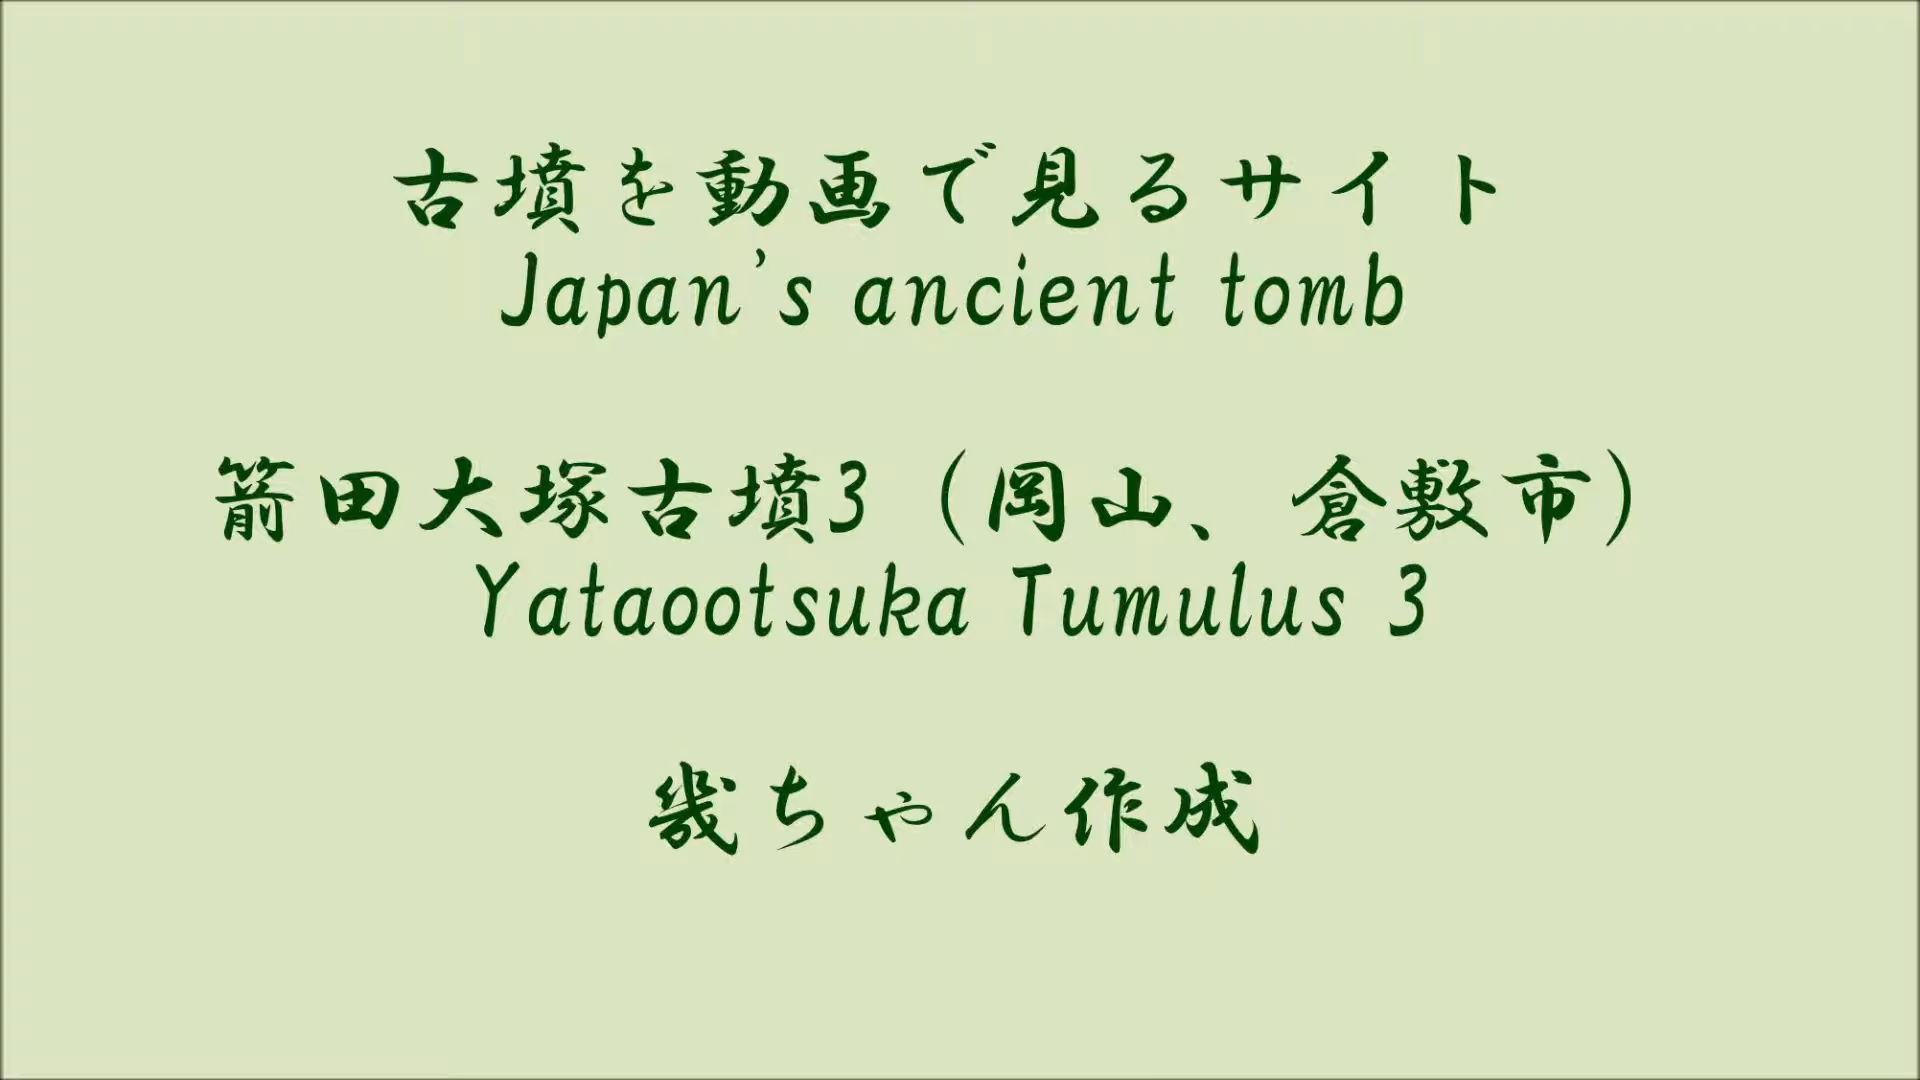 古墳を動画で見るサイト
Japan's ancient tomb
箭田大塚古墳3（岡山、倉敷市）
Yataootsuka Tumulus 3
幾ちゃん作成